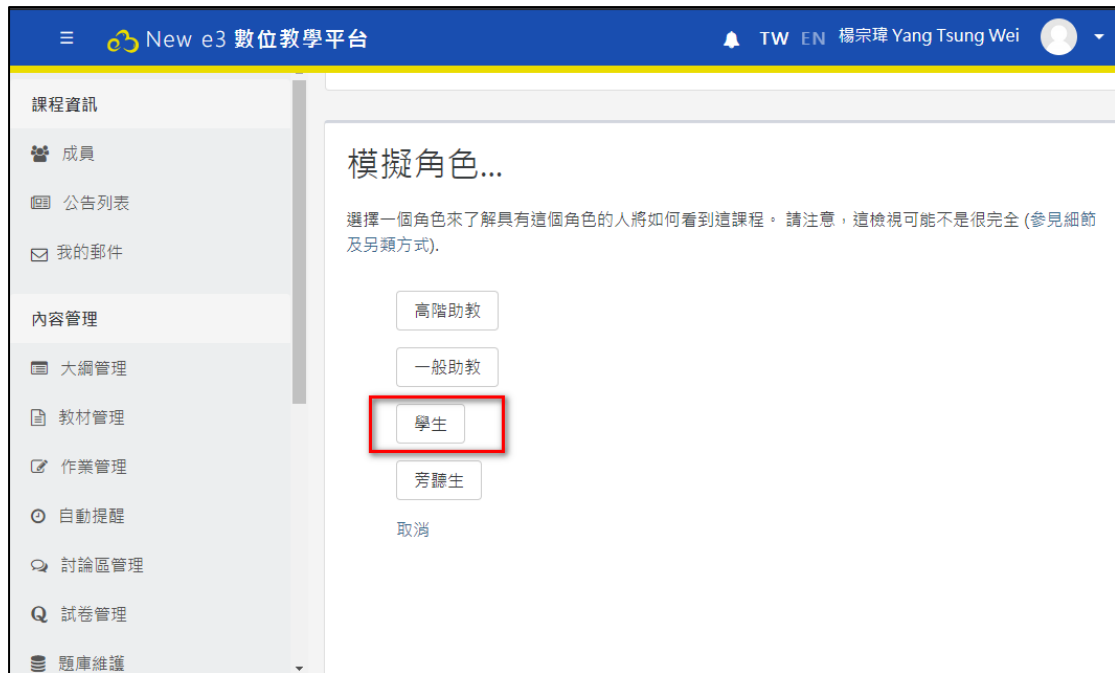 New e3 數位教學平台
TW EN 楊宗瑋 Yang Tsung Wei
課程資訊
成員
公告列表
我的郵件
內容管理
大綱管理
教材管理
作業管理
自動提醒
討論區管理
試卷管理
題庫維護
模擬角色...
選擇一個角色來了解具有這個角色的人將如何看到這課程。 請注意，這檢視可能不是很完全 (參見細節
及另類方式).
高階助教
一般助教
學生
旁聽生
取消